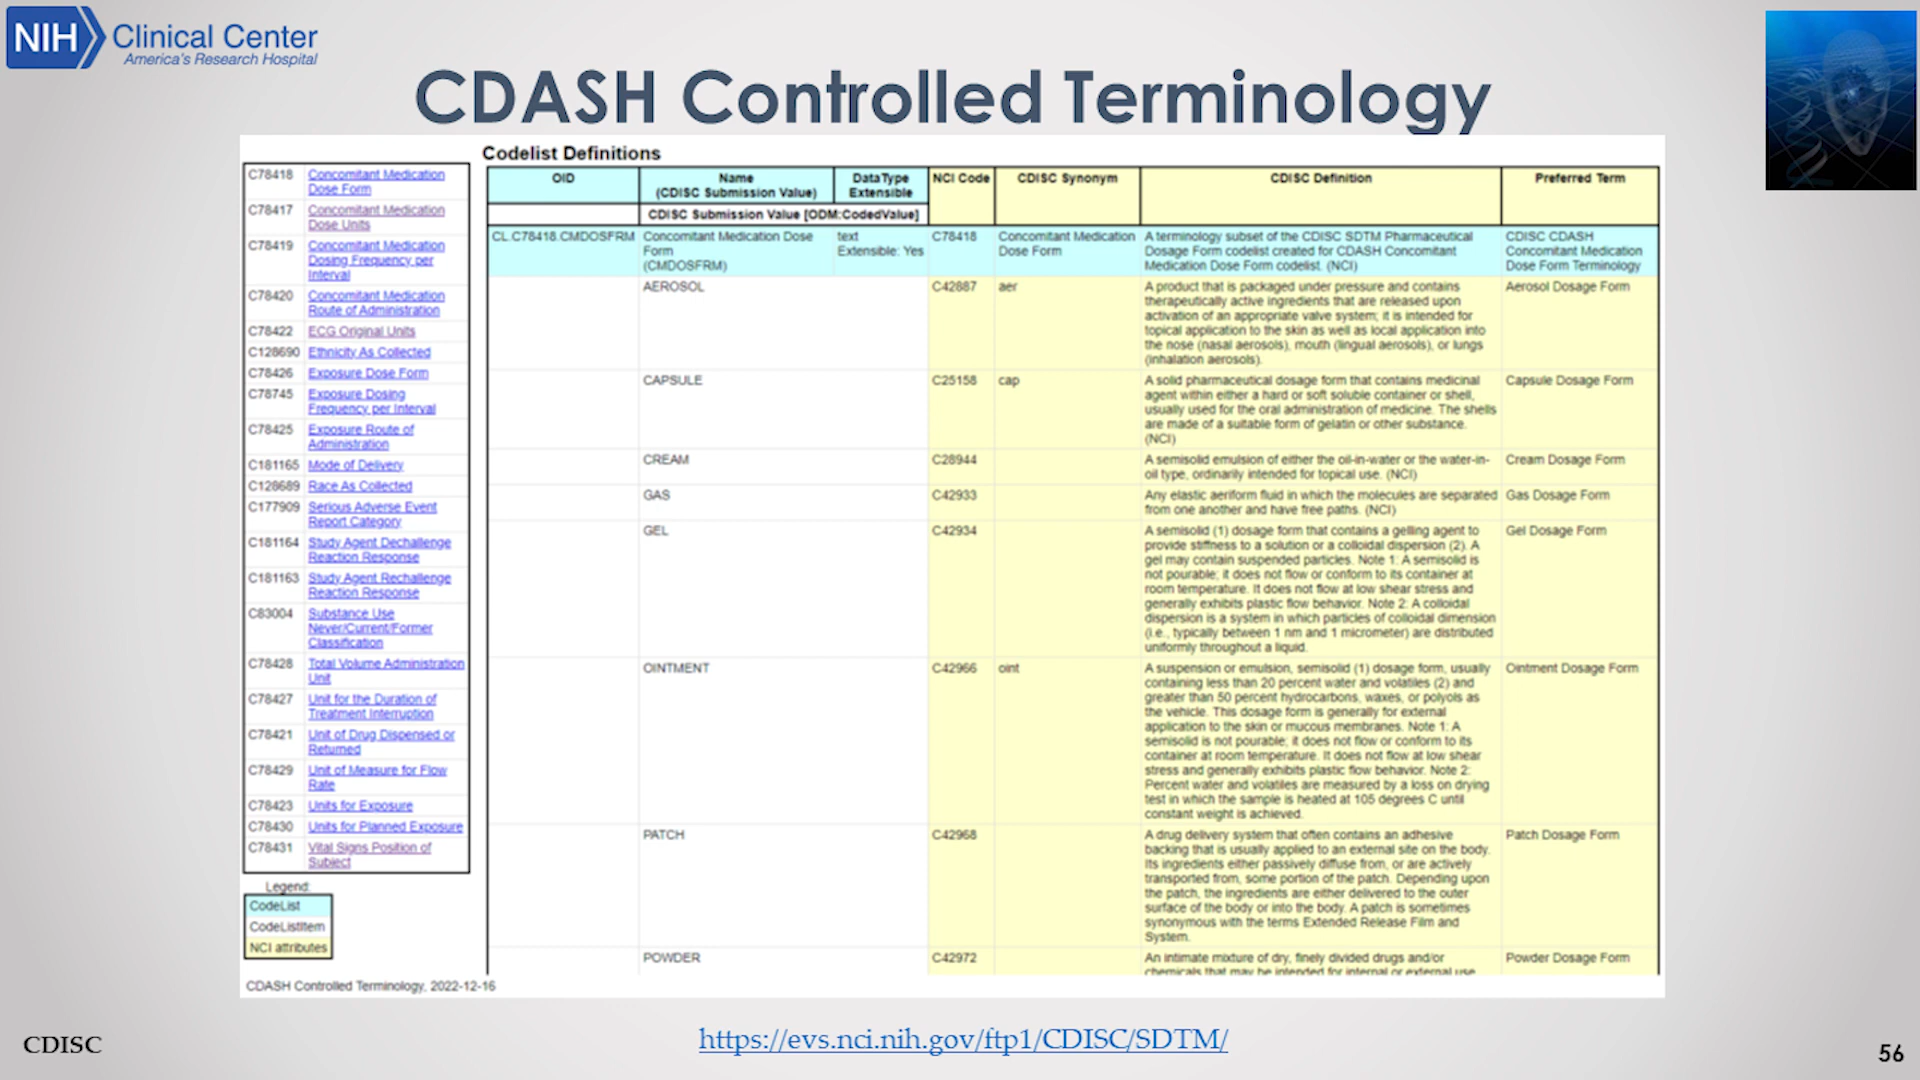 NIH Clinical Center
America's Research Hospital
CDASH Controlled Terminology
C78418 Concomitant Medication
Dose Form
C78417 Concomitant Medication
Dose Units
C78419 Concomitant Medication
Dosing Frequency per
Interval
C78420 Concomitant Medication
Route of Administration
C78422 ECG Original Units
C128690 Ethnicity As Collected
C78426 Exposure Dose Form
C78745 Exposure Dosing
Frequency per Interval
C78425 Exposure Route of
Administration
C181165 Mode of Delivery
C128689 Race As Collected
C177909 Serious Adverse Event
Report Category
C181164 Study Agent Dechallenge
Reaction Response
C181163 Study Agent Rechallenge
Reaction Response
C83004 Substance Use
Never/Current/Former
Classification
C78428 Total Volume Administration
Unit
C78427 Unit for the Duration of
Treatment Interruption
C78421 Unit of Drug Dispensed or
Returned
C78429 Unit of Measure for Flow
Rate
C78423 Units for Exposure
C78430 Units for Planned Exposure
C78431 Vital Signs Position of
Subject
Legend:
CodeList
CodeListItem
NCI attributes
Codelist Definitions
OID Name DataType NCI Code CDISC Synonym CDISC Definition Preferred Term
(CDISC Submission Value) Extensible
CDISC Submission Value [ODM:CodedValue]
CL.C78418.CMDOSFRM Concomitant Medication Dose text C78418 Concomitant Medication A terminology subset of the CDISC SDTM Pharmaceutical CDISC CDASH
Form Extensible: Yes Dose Form Dosage Form codelist created for CDASH Concomitant Concomitant Medication
(CMDOSFRM) Medication Dose Form codelist. (NCI) Dose Form Terminology
AEROSOL C42887 aer A product that is packaged under pressure and contains Aerosol Dosage Form
therapeutically active ingredients that are released upon
activation of an appropriate valve system; it is intended for
topical application to the skin as well as local application into
the nose (nasal aerosols), mouth (lingual aerosols), or lungs
(inhalation aerosols).
CAPSULE C25158 cap A solid pharmaceutical dosage form that contains medicinal Capsule Dosage Form
agent within either a hard or soft soluble container or shell,
usually used for the oral administration of medicine. The shells
are made of a suitable form of gelatin or other substance.
(NCI)
CREAM C28944 A semisolid emulsion of either the oil-in-water or the water-in- Cream Dosage Form
oil type, ordinarily intended for topical use. (NCI)
GAS C42933 Any elastic aeriform fluid in which the molecules are separated Gas Dosage Form
from one another and have free paths. (NCI)
GEL C42934 A semisolid (1) dosage form that contains a gelling agent to Gel Dosage Form
provide stiffness to a solution or a colloidal dispersion (2). A
gel may contain suspended particles. Note 1: A semisolid is
not pourable; it does not flow or conform to its container at
room temperature. It does not flow at low shear stress and
generally exhibits plastic flow behavior. Note 2: A colloidal
dispersion is a system in which particles of colloidal dimension
(i.e., typically between 1 nm and 1 micrometer) are distributed
uniformly throughout a liquid.
OINTMENT C42966 oint A suspension or emulsion, semisolid (1) dosage form, usually Ointment Dosage Form
containing less than 20 percent water and volatiles (2) and
greater than 50 percent hydrocarbons, waxes, or polyols as
the vehicle. This dosage form is generally for external
application to the skin or mucous membranes. Note 1: A
semisolid is not pourable; it does not flow or conform to its
container at room temperature. It does not flow at low shear
stress and generally exhibits plastic flow behavior. Note 2:
Percent water and volatiles are measured by a loss on drying
test in which the sample is heated at 105 degrees C until
constant weight is achieved.
PATCH C42968 A drug delivery system that often contains an adhesive Patch Dosage Form
backing that is usually applied to an external site on the body.
Its ingredients either passively diffuse from, or are actively
transported from, some portion of the patch. Depending upon
the patch, the ingredients are either delivered to the outer
surface of the body or into the body. A patch is sometimes
synonymous with the terms Extended Release Film and
System.
POWDER C42972 An intimate mixture of dry, finely divided drugs and/or Powder Dosage Form
chemicals that may be intended for internal or external use
CDASH Controlled Terminology, 2022-12-16
https://evs.nci.nih.gov/ftp1/CDISC/SDTM/
CDISC
56